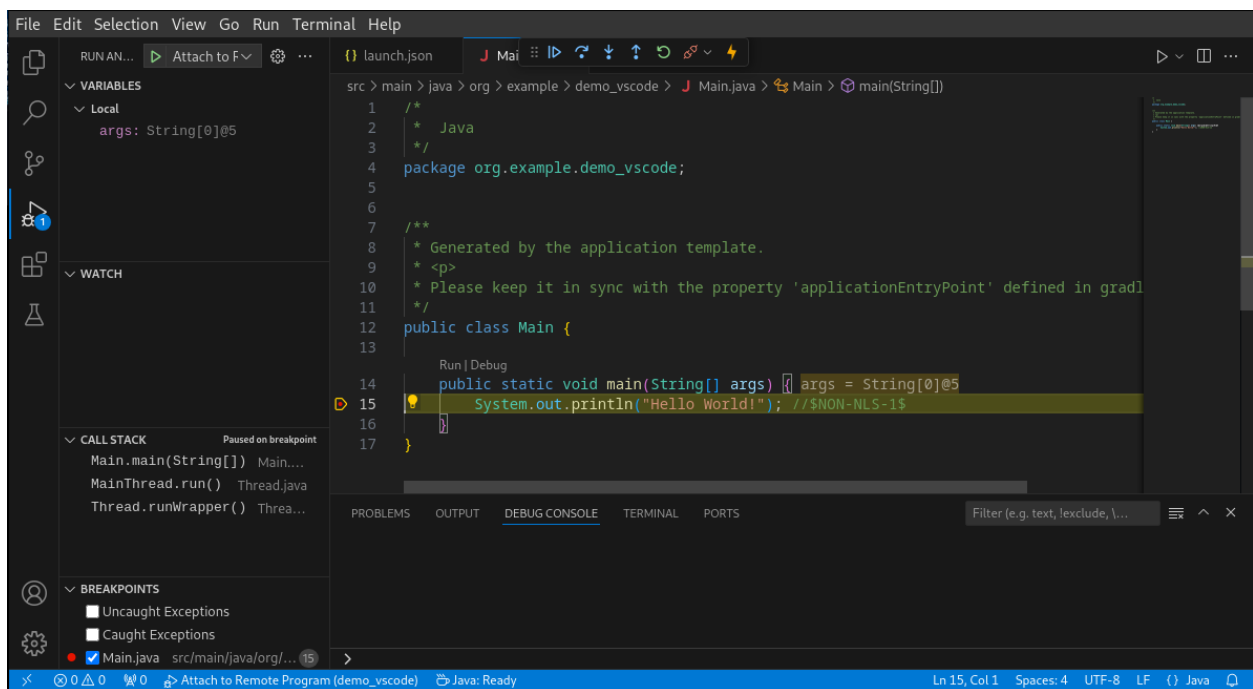 File Edit Selection View Go Run Terminal Help
RUN AN... Attach to R
{} launch.json
J Mai
VARIABLES
Local
args: String[0]@5
WATCH
CALL STACK Paused on breakpoint
Main.main(String[]) Main....
MainThread.run() Thread.java
Thread.runWrapper() Threa...
BREAKPOINTS
Uncaught Exceptions
Caught Exceptions
Main.java src/main/java/org/... 15
1
src > main > java > org > example > demo_vscode > J Main.java > Main > main(String[])
1 /*
2 * Java
3 */
4 package org.example.demo_vscode;
5
6
7 /**
8 * Generated by the application template.
9 * <p>
10 * Please keep it in sync with the property 'applicationEntryPoint' defined in gradl
11 */
12 public class Main {
13
Run | Debug
14 public static void main(String[] args) { args = String[0]@5
15 System.out.println("Hello World!"); //$NON-NLS-1$
16 }
17 }
PROBLEMS OUTPUT DEBUG CONSOLE TERMINAL PORTS
Filter (e.g. text, !exclude, \...
>
0 0 0 Attach to Remote Program (demo_vscode) Java: Ready
Ln 15, Col 1 Spaces: 4 UTF-8 LF {} Java